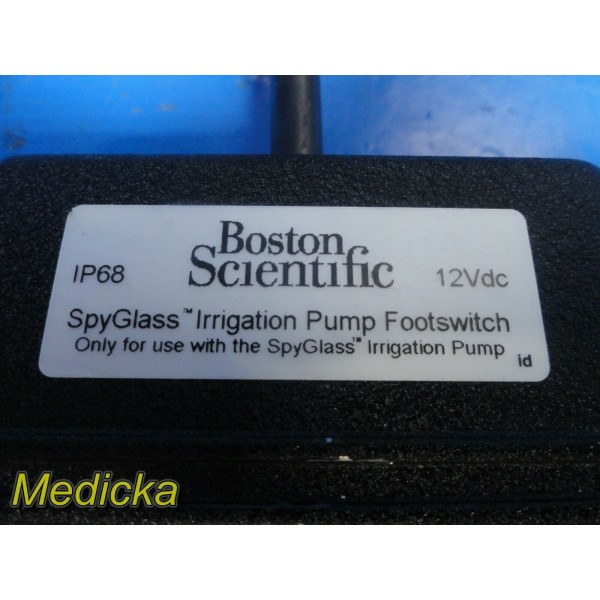 Boston
Scientific
IP68
12Vdc
SpyGlass™ Irrigation Pump Footswitch
Only for use with the SpyGlass™ Irrigation Pump
id
Medicka